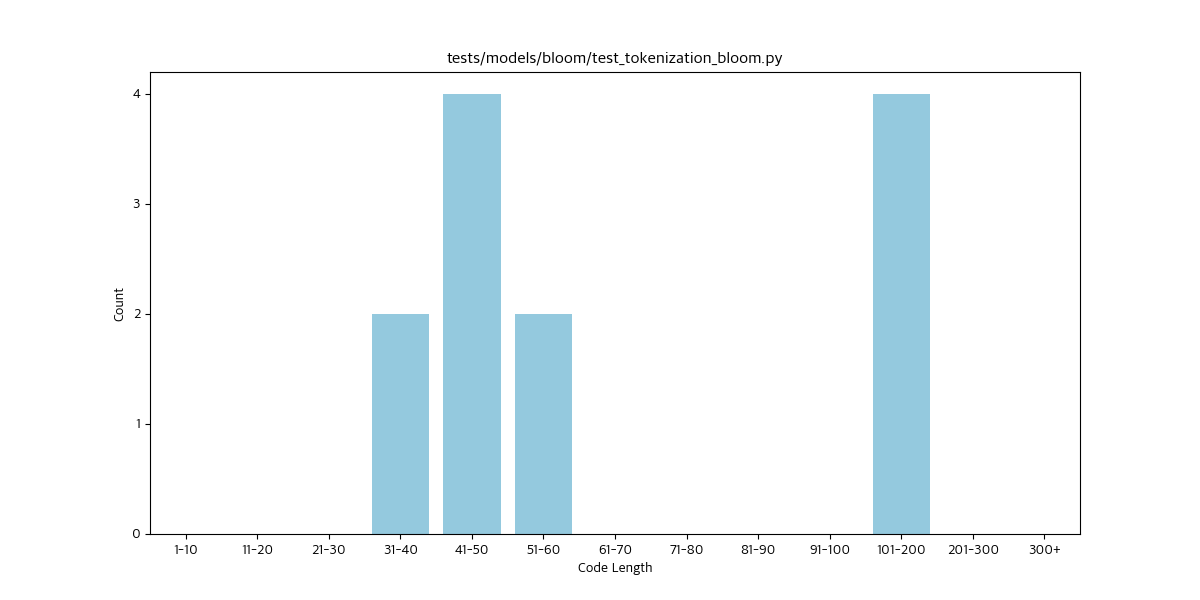 tests/models/bloom/test_tokenization_bloom.py
4
3
2
1
0
Count
1-10 11-20 21-30 31-40 41-50 51-60 61-70 71-80 81-90 91-100 101-200 201-300 300+
Code Length